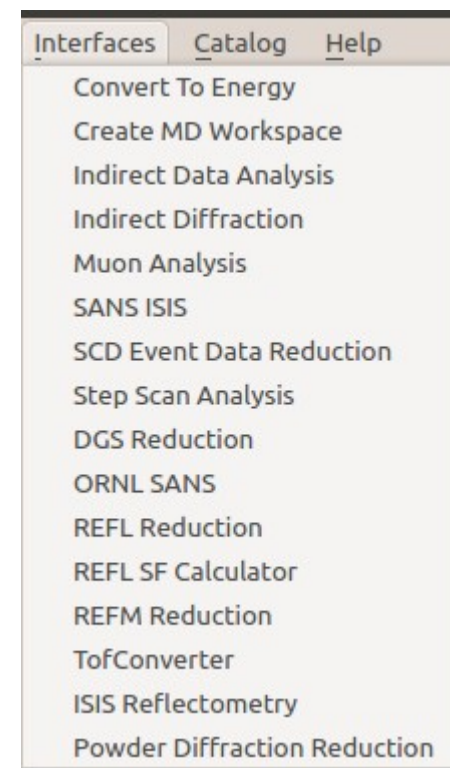 Interfaces Catalog Help
Convert To Energy
Create MD Workspace
Indirect Data Analysis
Indirect Diffraction
Muon Analysis
SANS ISIS
SCD Event Data Reduction
Step Scan Analysis
DGS Reduction
ORNL SANS
REFL Reduction
REFL SF Calculator
REFM Reduction
TofConverter
ISIS Reflectometry
Powder Diffraction Reduction